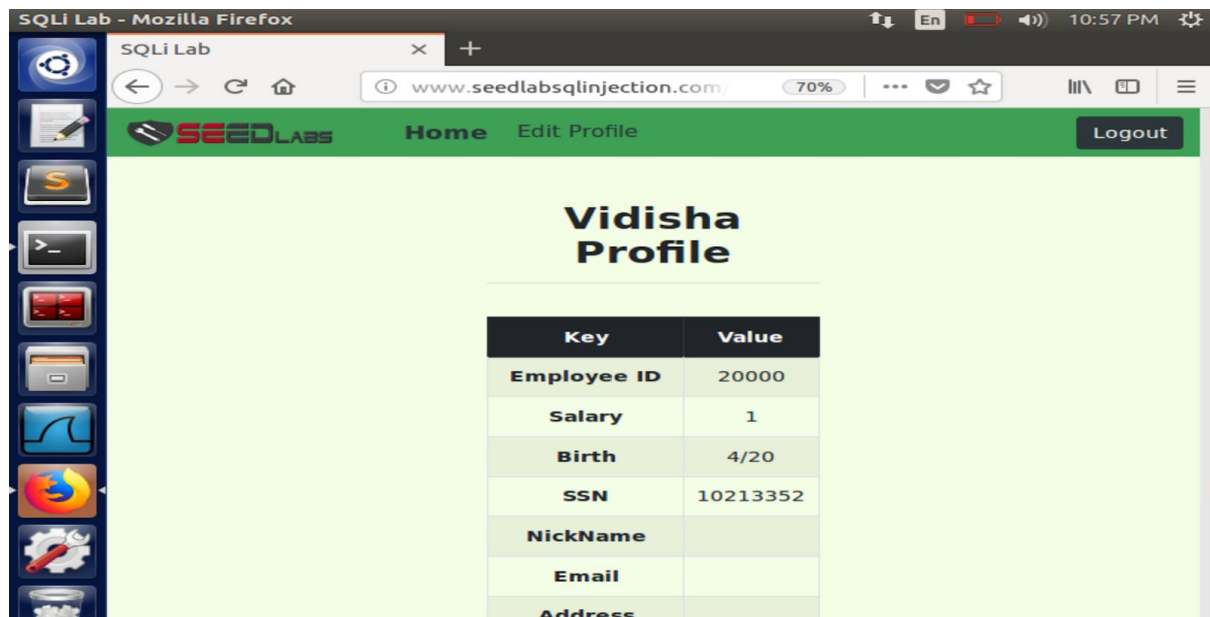 SQLi Lab - Mozilla Firefox En 10:57 PM
SQLi Lab
www.seedlabsqlinjection.com/ 70%
SEEDLABS Home Edit Profile Logout
Vidisha
Profile
Key Value
Employee ID 20000
Salary 1
Birth 4/20
SSN 10213352
NickName
Email
Address